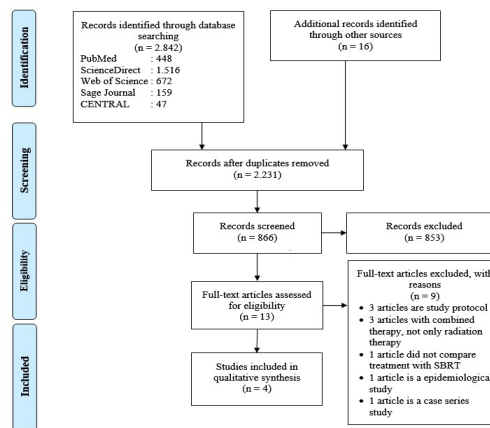 Identification
Records identified through database
searching
(n = 2.842)
PubMed : 448
ScienceDirect : 1.516
Web of Science : 672
Sage Journal : 159
CENTRAL : 47
Additional records identified
through other sources
(n = 16)
Screening
Records after duplicates removed
(n = 2.231)
Records screened
(n = 866)
Records excluded
(n = 853)
Eligibility
Full-text articles assessed
for eligibility
(n = 13)
Full-text articles excluded, with
reasons
(n = 9)
• 3 articles are study protocol
• 3 articles with combined
therapy, not only radiation
therapy
• 1 article did not compare
treatment with SBRT
• 1 article is a epidemiological
study
• 1 article is a case series
study
Included
Studies included in
qualitative synthesis
(n = 4)